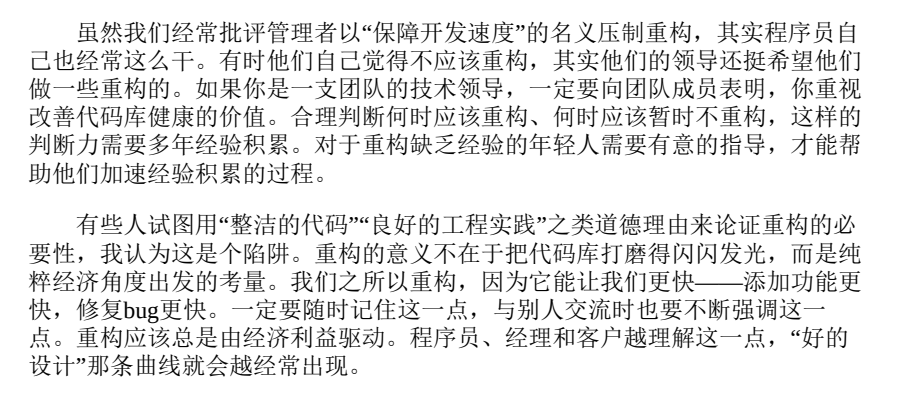 虽然我们经常批评管理者以“保障开发速度”的名义压制重构，其实程序员自
己也经常这么干。有时他们自己觉得不应该重构，其实他们的领导还挺希望他们
做一些重构的。如果你是一支团队的技术领导，一定要向团队成员表明，你重视
改善代码库健康的价值。合理判断何时应该重构、何时应该暂时不重构，这样的
判断力需要多年经验积累。对于重构缺乏经验的年轻人需要有意的指导，才能帮
助他们加速经验积累的过程。
有些人试图用“整洁的代码”“良好的工程实践”之类道德理由来论证重构的必
要性，我认为这是个陷阱。重构的意义不在于把代码库打磨得闪闪发光，而是纯
粹经济角度出发的考量。我们之所以重构，因为它能让我们更快——添加功能更
快，修复bug更快。一定要随时记住这一点，与别人交流时也要不断强调这一
点。重构应该总是由经济利益驱动。程序员、经理和客户越理解这一点，“好的
设计”那条曲线就会越经常出现。